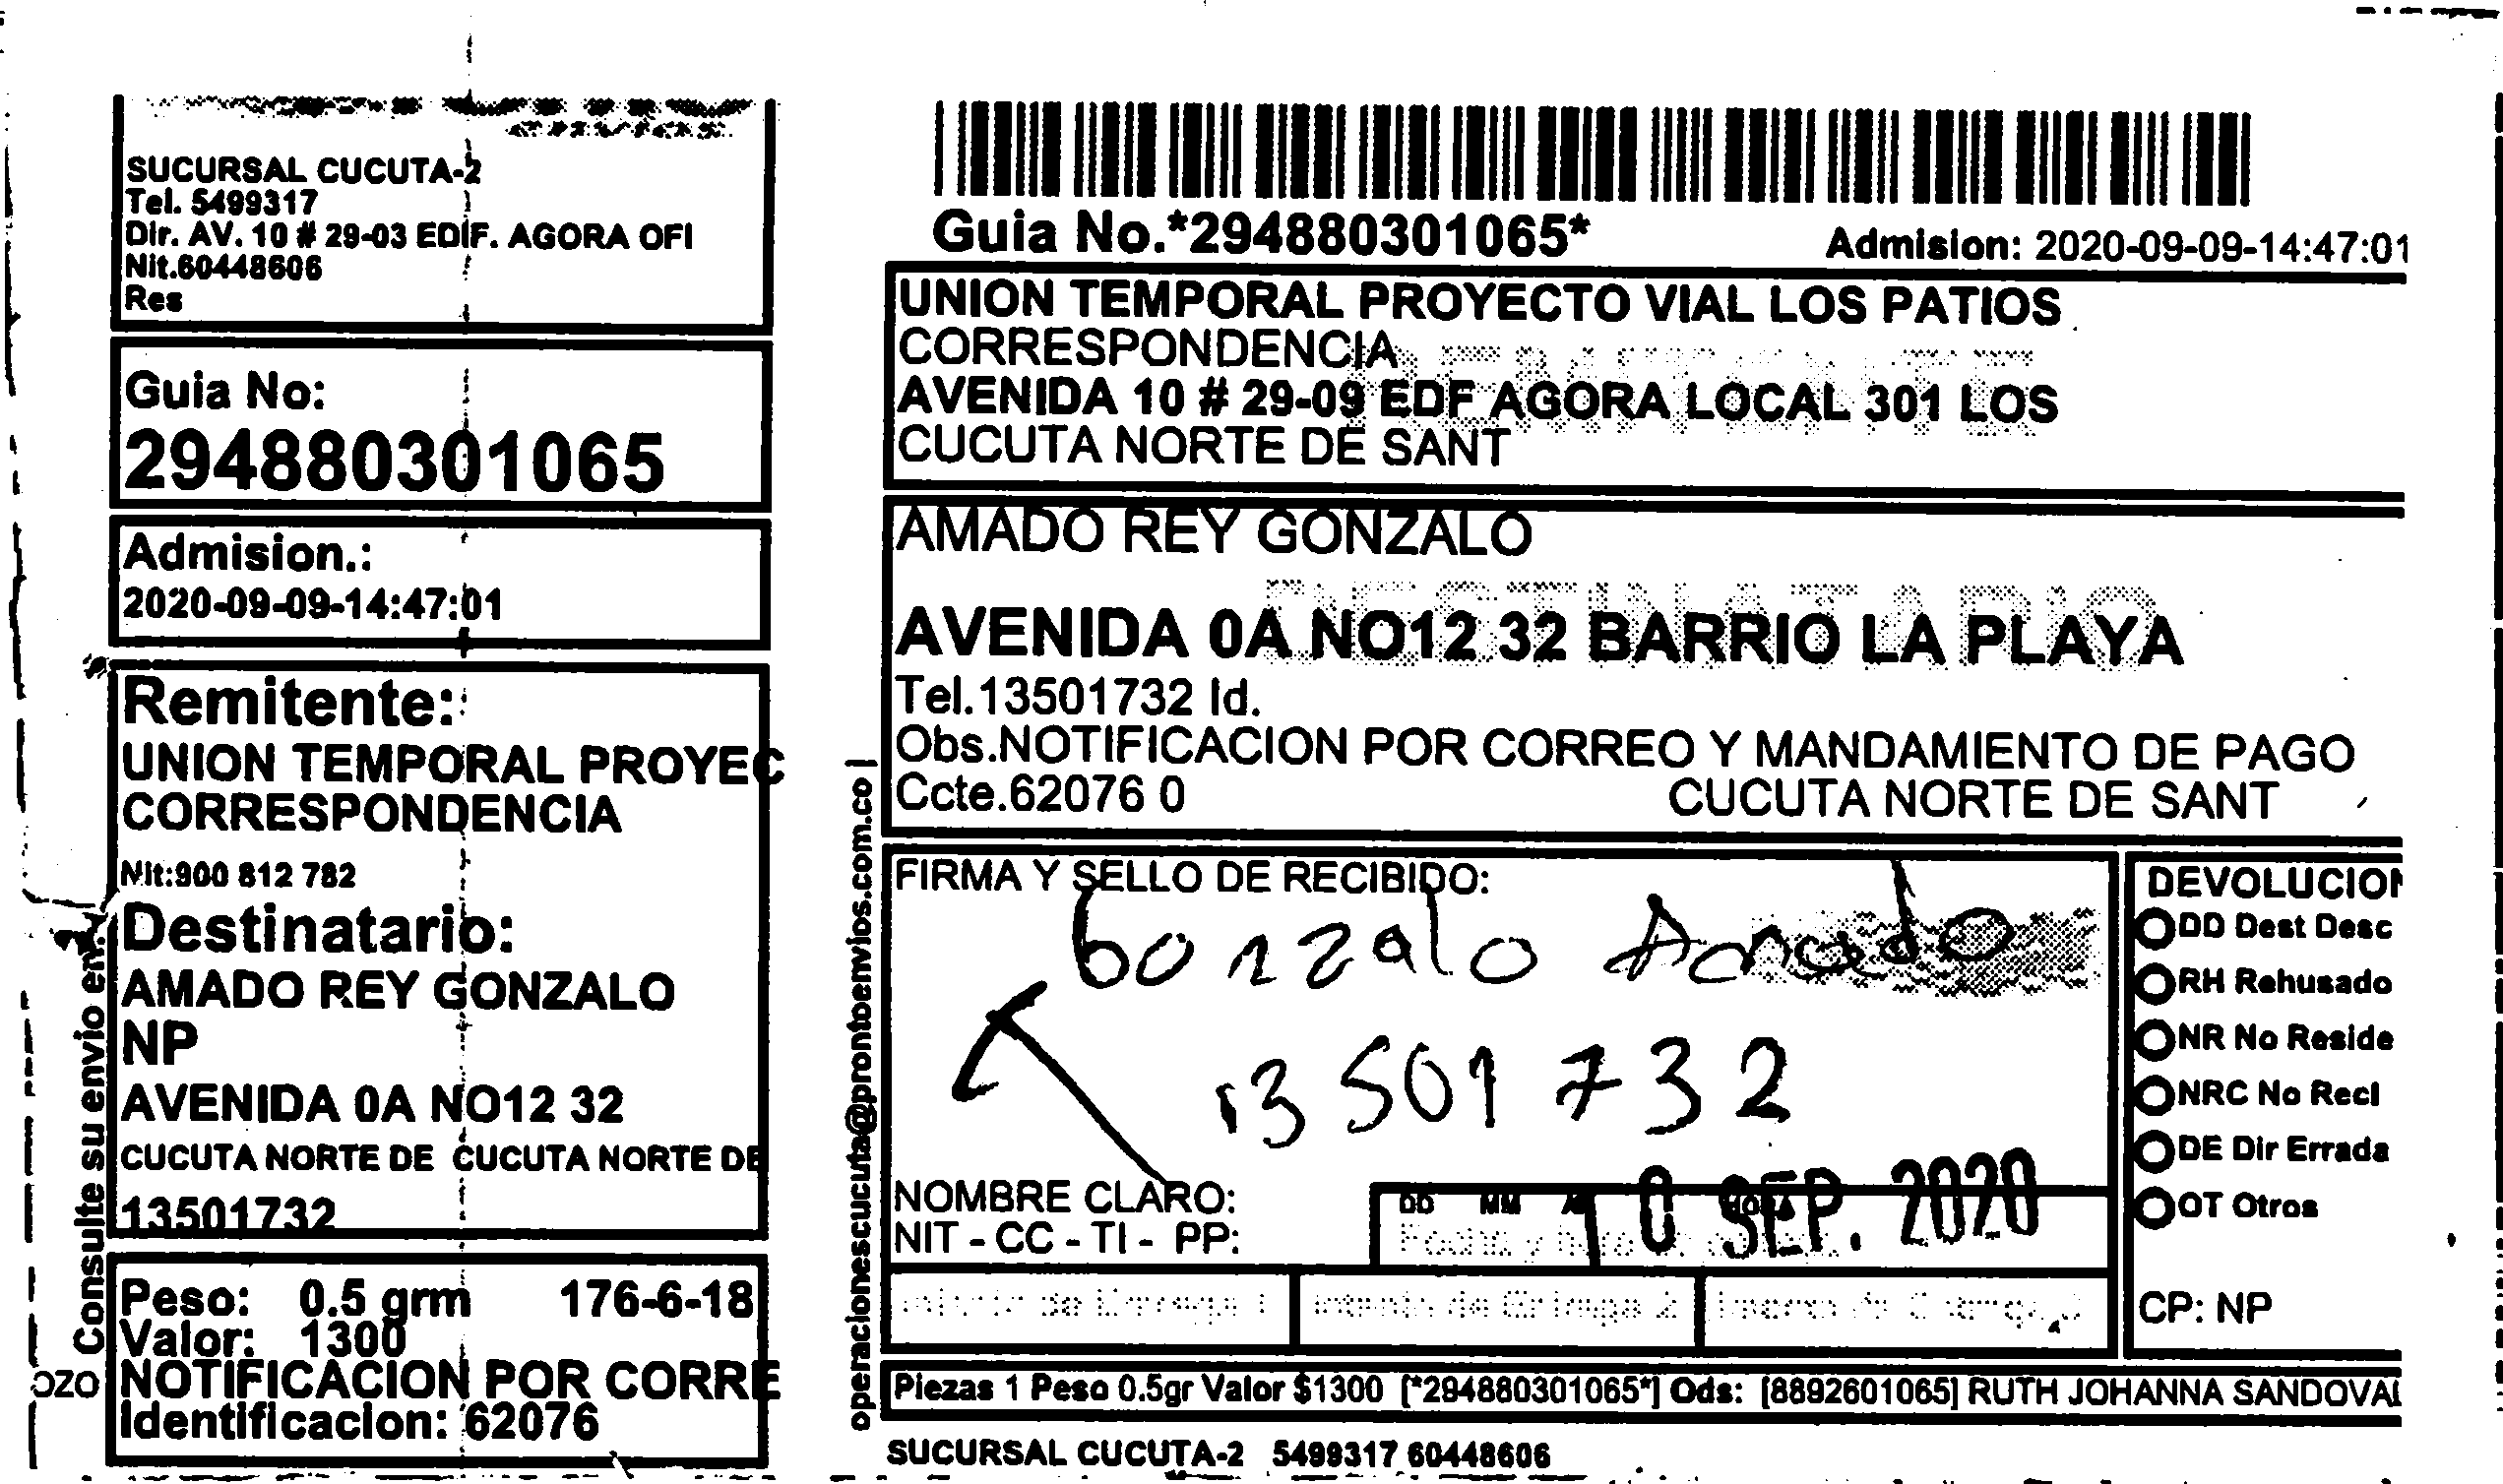 SUCURSAL CUCUTA-2
Tel. 5499317
Dir. AV. 10 # 29-03 EDIF. AGORA OFI
Nit.60448606
Res
Guia No:
294880301065
Admision.:
2020-09-09-14:47:01
Remitente:
UNION TEMPORAL PROYEC
CORRESPONDENCIA
Nit:900 812 782
Destinatario:
AMADO REY GONZALO
NP
AVENIDA 0A NO12 32
CUCUTA NORTE DE CUCUTA NORTE DE
13501732
Peso: 0.5 grm 176-6-18
Valor: 1300
NOTIFICACION POR CORRE
Identificacion: 62076
Consulte su envio en:
OZO
operacionescucuta@prontoenvios.com.co |
Guia No.*294880301065*
Admision: 2020-09-09-14:47:01
UNION TEMPORAL PROYECTO VIAL LOS PATIOS
CORRESPONDENCIA
REMITENTE
AVENIDA 10 # 29-09 EDF AGORA LOCAL 301 LOS
CUCUTA NORTE DE SANT
AMADO REY GONZALO
DESTINATARIO
AVENIDA 0A NO12 32 BARRIO LA PLAYA
Tel.13501732 Id.
Obs.NOTIFICACION POR CORREO Y MANDAMIENTO DE PAGO
Ccte.62076 0 CUCUTA NORTE DE SANT
FIRMA Y SELLO DE RECIBIDO:
Gonzalo Amado
13501732
NOMBRE CLARO:
NIT - CC - TI - PP:
DD MM HORA
10 SEP. 2020
DEVOLUCION
DD Dest Desc
RH Rehusado
NR No Reside
NRC No Recl
DE Dir Errada
OT Otros
CP: NP
Piezas 1 Peso 0.5gr Valor $1300 [*294880301065*] Ods: [8892601065] RUTH JOHANNA SANDOVAL
SUCURSAL CUCUTA-2 5499317 60448606